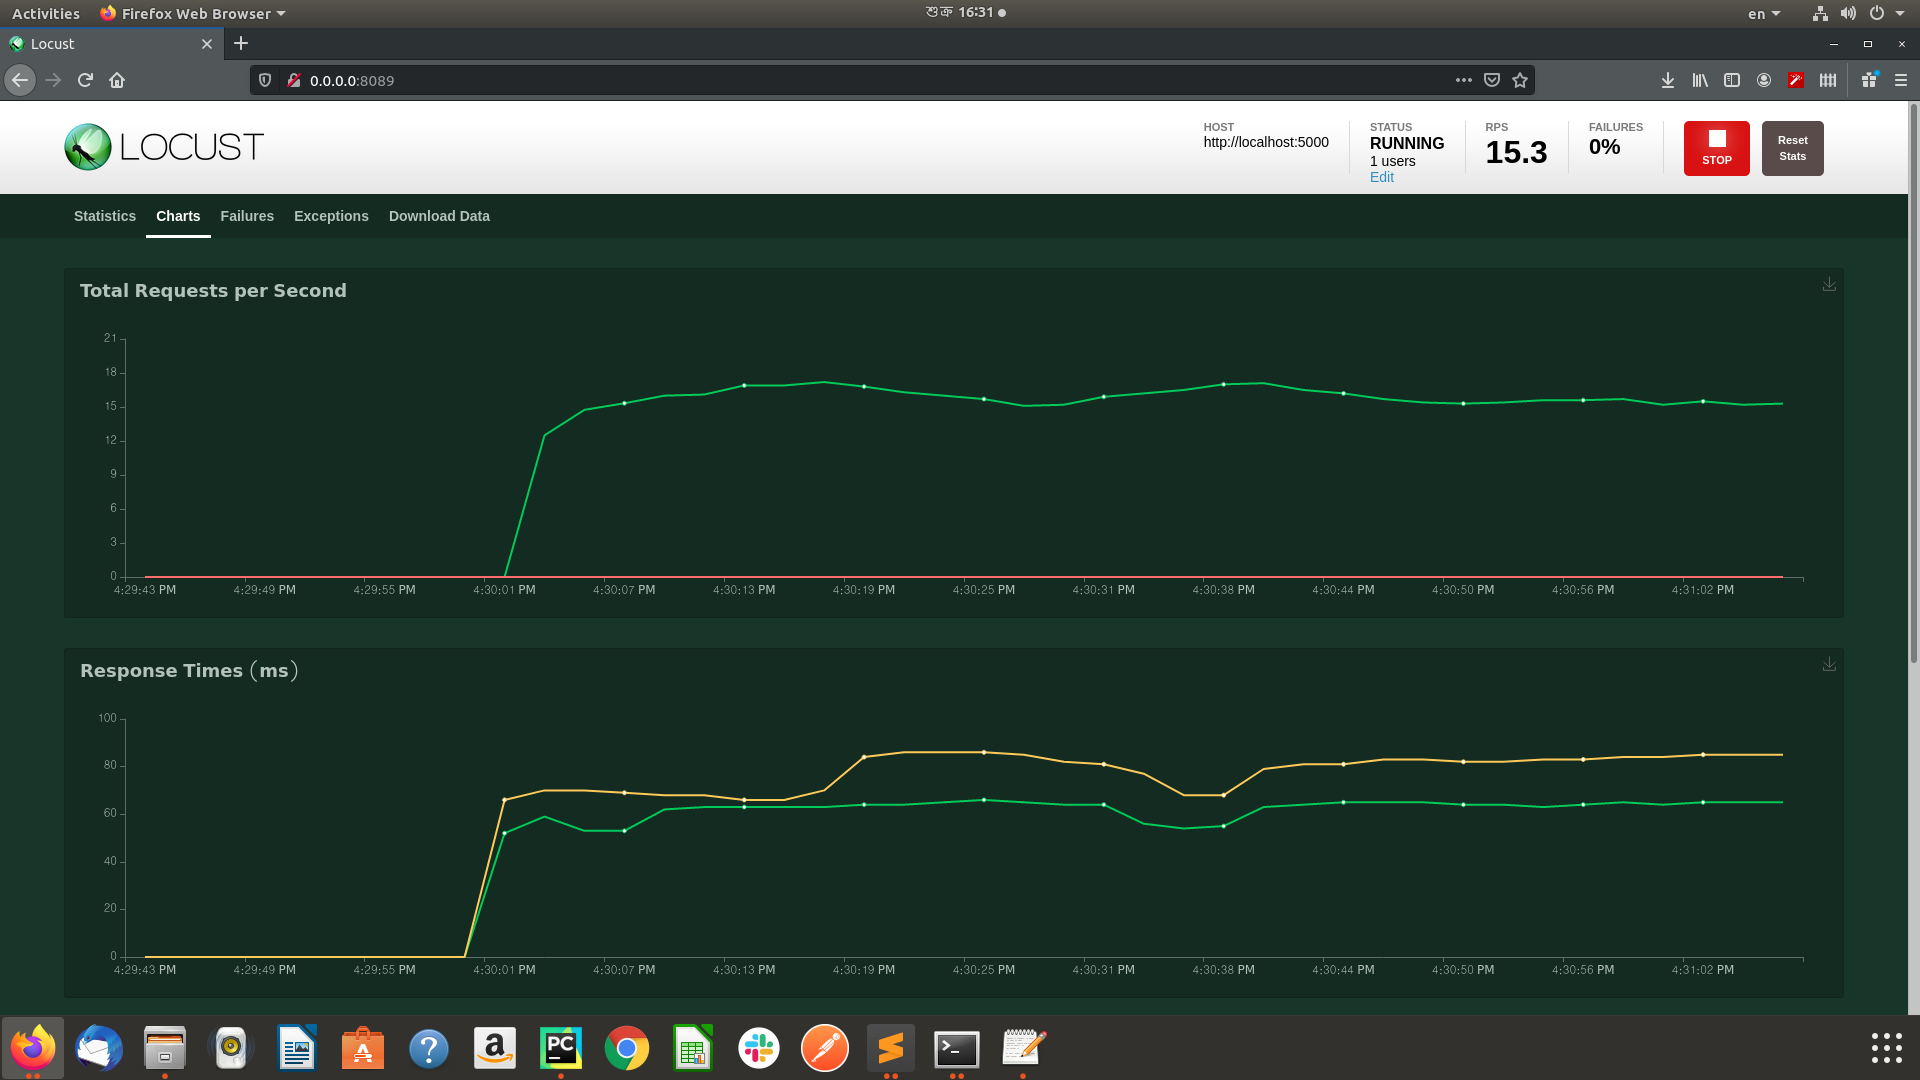 Activities Firefox Web Browser শুক্র 16:31 en
Locust
0.0.0.0:8089
LOCUST
HOST
http://localhost:5000
STATUS
RUNNING
1 users
Edit
RPS
15.3
FAILURES
0%
STOP
Reset
Stats
Statistics Charts Failures Exceptions Download Data
Total Requests per Second
21
18
15
12
9
6
3
0
4:29:43 PM 4:29:49 PM 4:29:55 PM 4:30:01 PM 4:30:07 PM 4:30:13 PM 4:30:19 PM 4:30:25 PM 4:30:31 PM 4:30:38 PM 4:30:44 PM 4:30:50 PM 4:30:56 PM 4:31:02 PM
Response Times (ms)
100
80
60
40
20
0
4:29:43 PM 4:29:49 PM 4:29:55 PM 4:30:01 PM 4:30:07 PM 4:30:13 PM 4:30:19 PM 4:30:25 PM 4:30:31 PM 4:30:38 PM 4:30:44 PM 4:30:50 PM 4:30:56 PM 4:31:02 PM
A ? a PC S >_